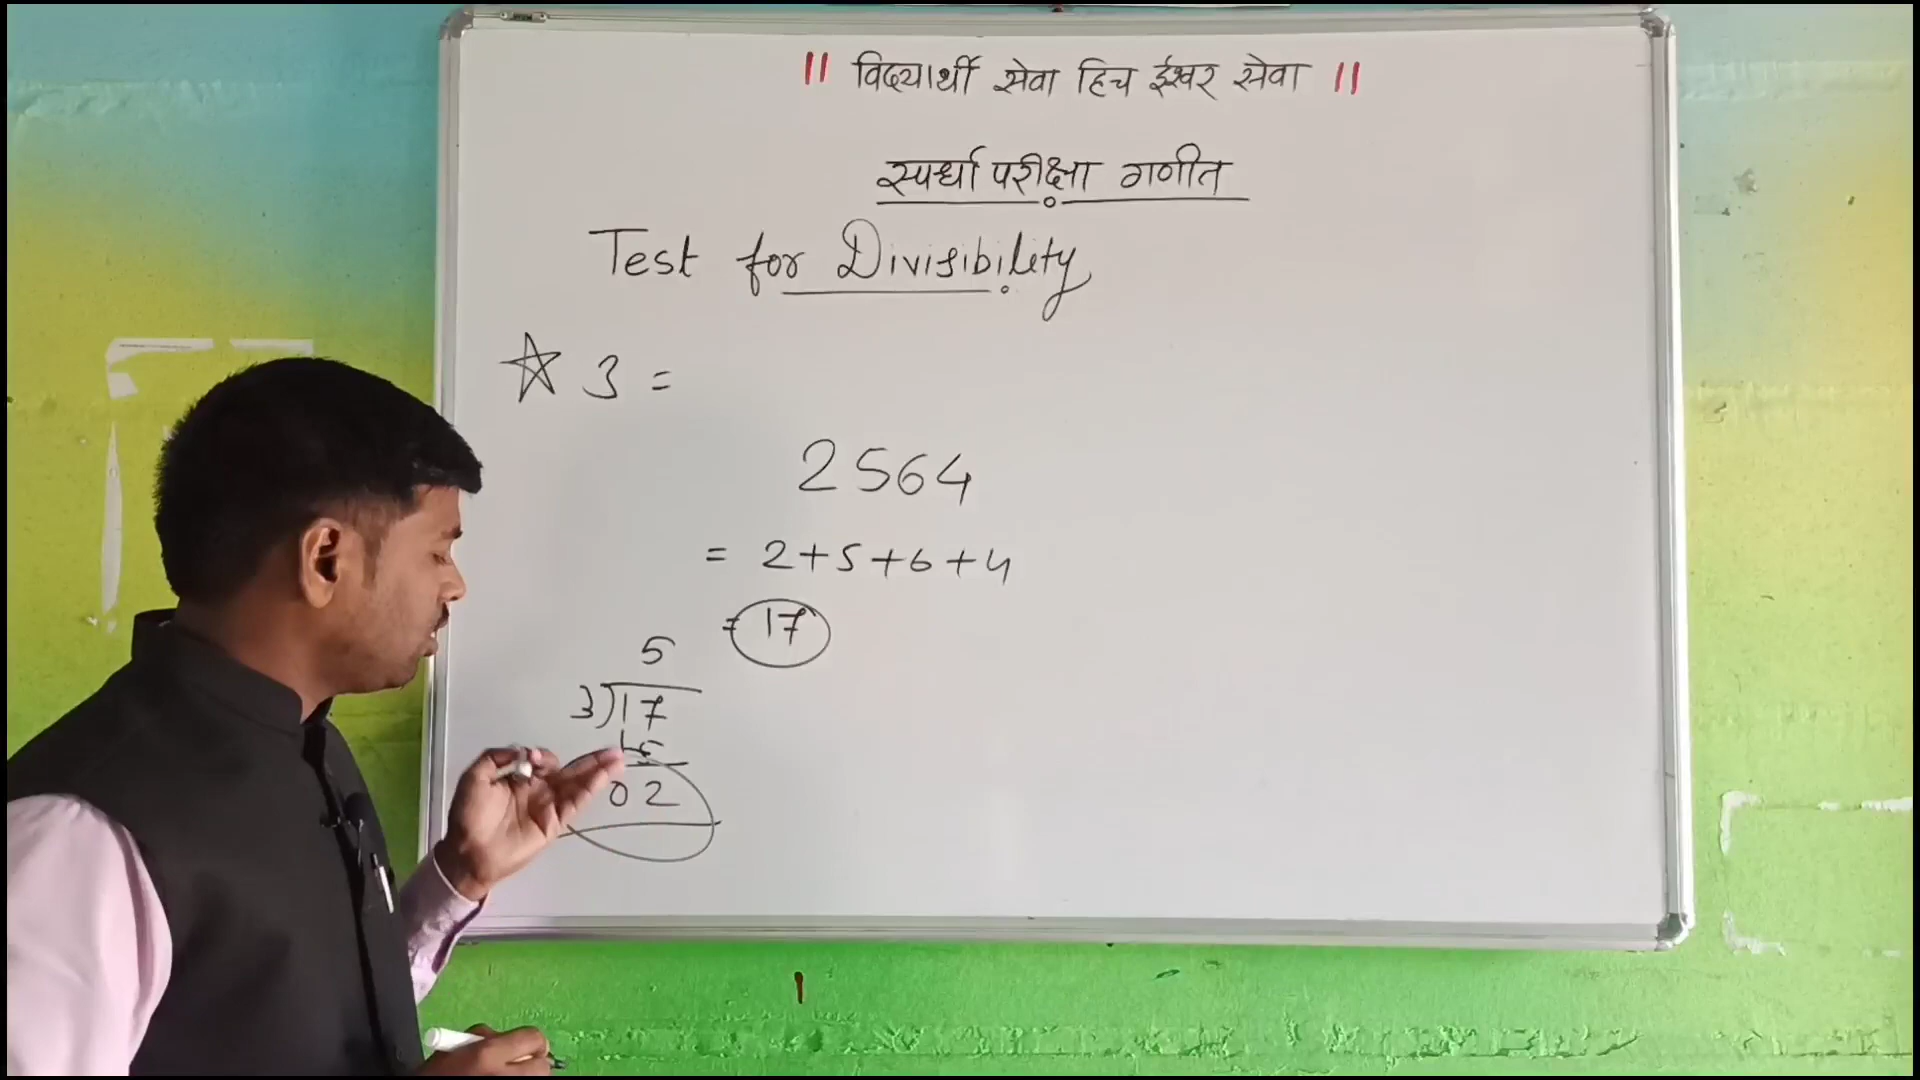 || विद्यार्थी सेवा हिच ईश्वर सेवा ||
स्पर्धा परीक्षा गणीत
Test for Divisibility
☆ 3 =
2564
= 2+5+6+4
= 17
5
3)17
15
02